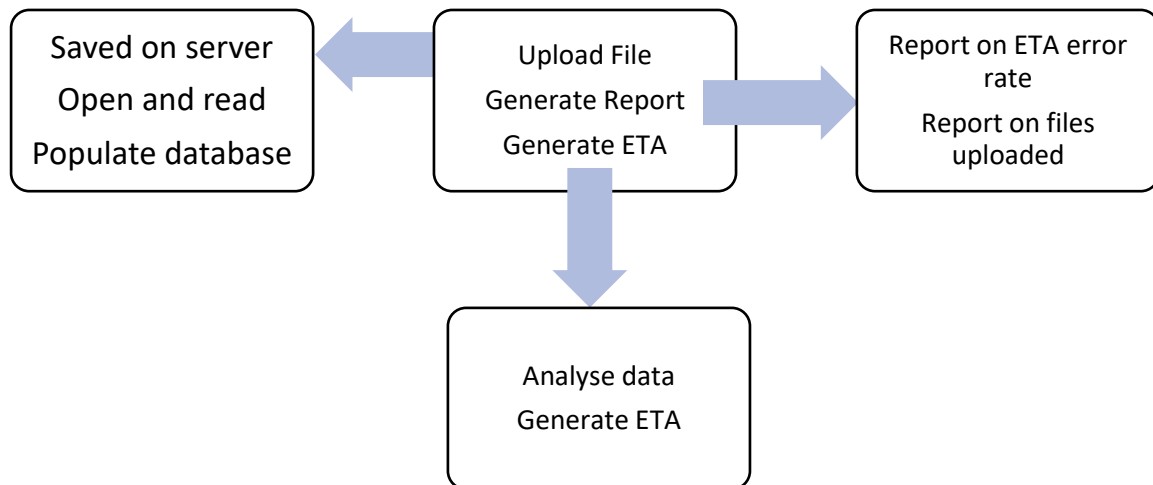 Saved on server
Open and read
Populate database
Upload File
Generate Report
Generate ETA
Report on ETA error
rate
Report on files
uploaded
Analyse data
Generate ETA